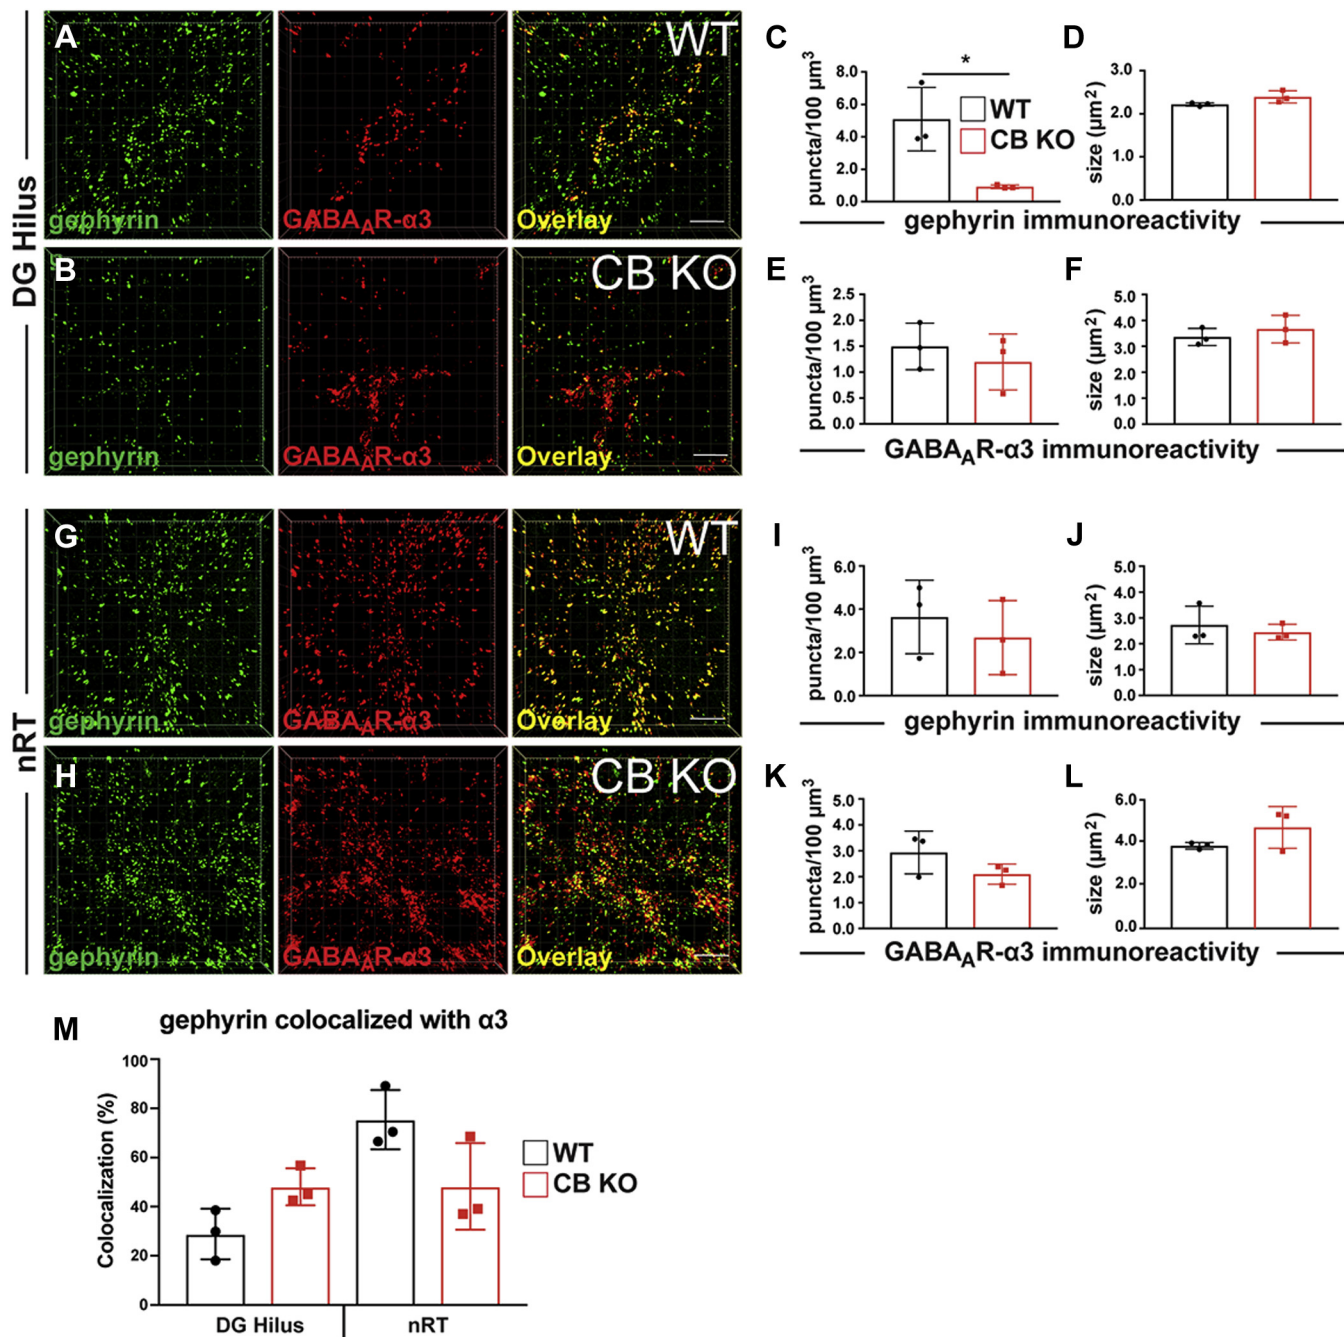 DG Hilus
A
gephyrin
GABAAR-α3
Overlay
WT
B
gephyrin
GABAAR-α3
Overlay
CB KO
C
puncta/100 µm³
8.0
6.0
4.0
2.0
0.0
*
WT
CB KO
D
size (µm²)
3.0
2.0
1.0
0.0
gephyrin immunoreactivity
E
puncta/100 µm³
2.5
2.0
1.5
1.0
0.5
0.0
F
size (µm²)
5.0
4.0
3.0
2.0
1.0
0.0
GABAAR-α3 immunoreactivity
nRT
G
gephyrin
GABAAR-α3
Overlay
WT
H
gephyrin
GABAAR-α3
Overlay
CB KO
I
puncta/100 µm³
6.0
4.0
2.0
0.0
J
size (µm²)
5.0
4.0
3.0
2.0
1.0
0.0
gephyrin immunoreactivity
K
puncta/100 µm³
5.0
4.0
3.0
2.0
1.0
0.0
L
size (µm²)
6.0
4.0
2.0
0.0
GABAAR-α3 immunoreactivity
M
gephyrin colocalized with α3
Colocalization (%)
100
80
60
40
20
0
DG Hilus
nRT
WT
CB KO